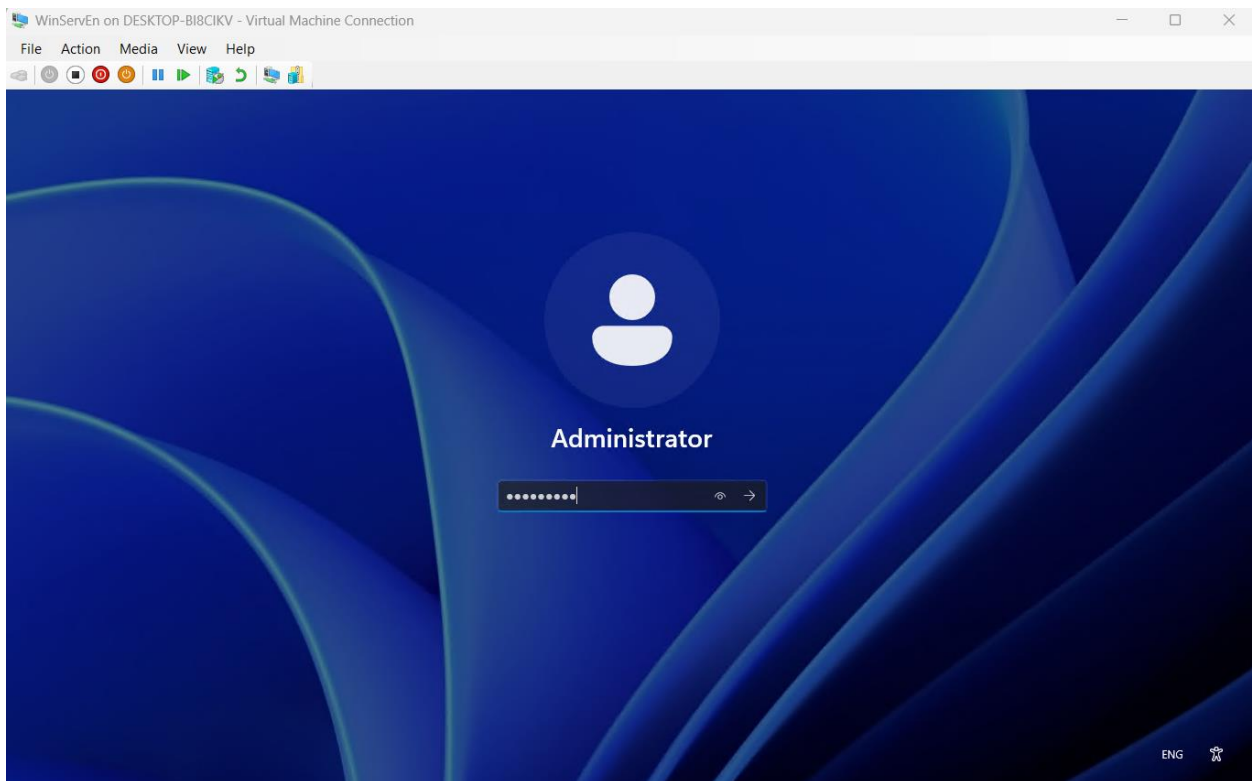 WinServEn on DESKTOP-BI8CIKV - Virtual Machine Connection
File Action Media View Help
Administrator
ENG